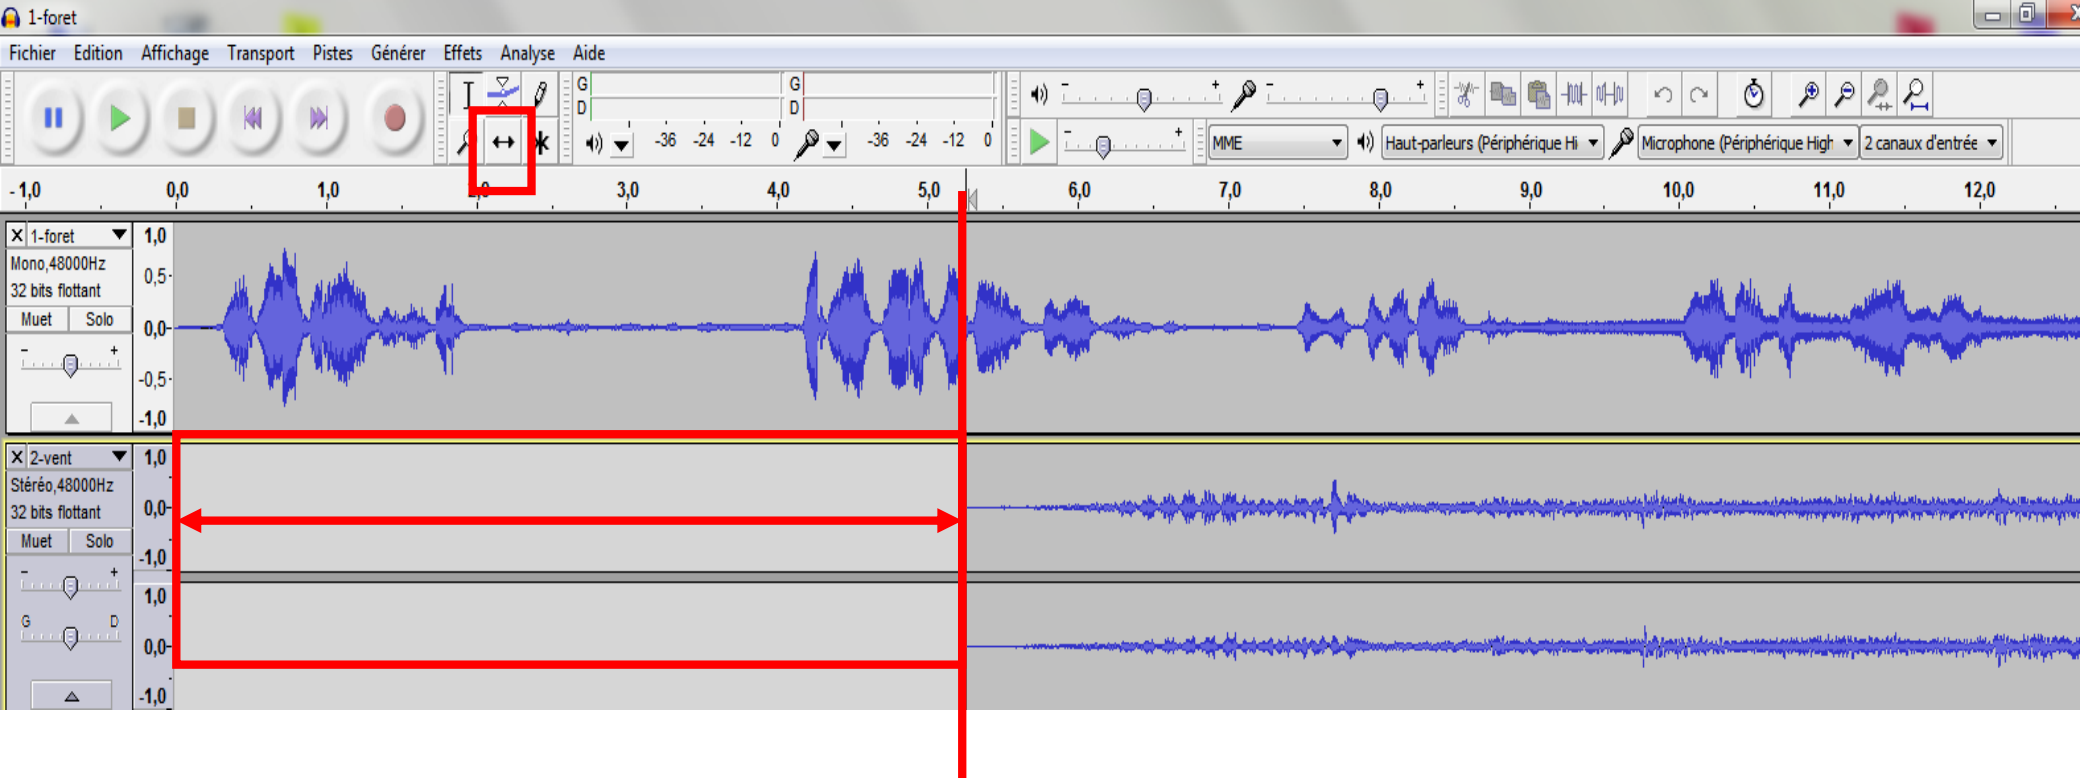 1-foret
Fichier Edition Affichage Transport Pistes Générer Effets Analyse Aide
G
D
-36 -24 -12 0
G
D
-36 -24 -12 0
- +
- +
- +
MME
Haut-parleurs (Périphérique Hi
Microphone (Périphérique High
2 canaux d'entrée
-1,0 0,0 1,0 2,0 3,0 4,0 5,0 6,0 7,0 8,0 9,0 10,0 11,0 12,0
X 1-foret
Mono,48000Hz
32 bits flottant
Muet Solo
- +
1,0
0,5
0,0
-0,5
-1,0
X 2-vent
Stéréo,48000Hz
32 bits flottant
Muet Solo
- +
G D
1,0
0,0
-1,0
1,0
0,0
-1,0